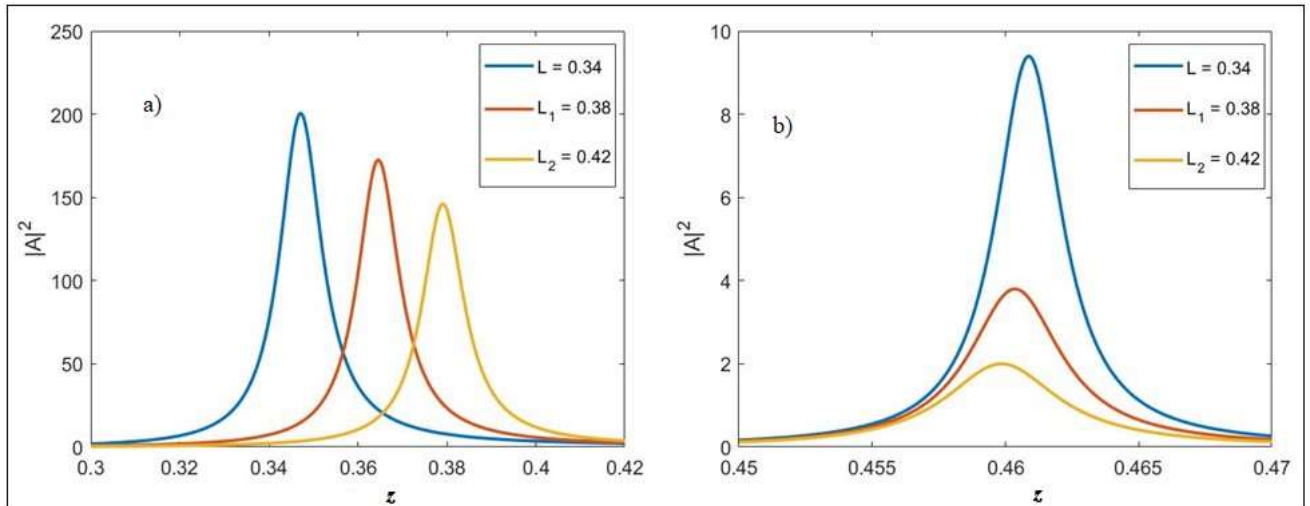 250
200
150
100
50
0
|A|²
a)
L = 0.34
L₁ = 0.38
L₂ = 0.42
0.3 0.32 0.34 0.36 0.38 0.4 0.42
z
10
8
6
4
2
0
|A|²
b)
L = 0.34
L₁ = 0.38
L₂ = 0.42
0.45 0.455 0.46 0.465 0.47
z